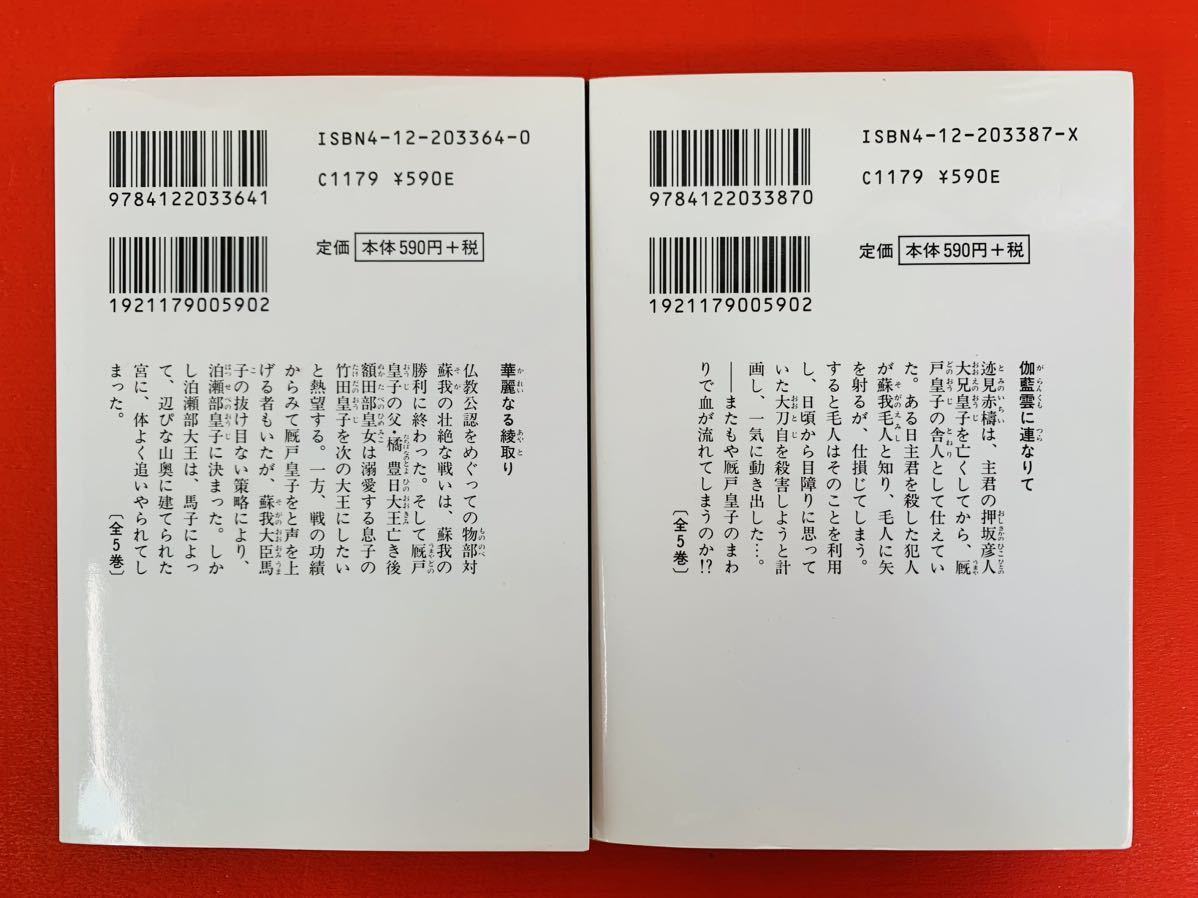 ISBN4-12-203364-0
C1179 ¥590E
9784122033641
定価 本体590円+税
1921179005902
華麗なる綾取り
仏教公認をめぐっての物部対
蘇我の壮絶な戦いは、蘇我の
勝利に終わった。そして厩戸
皇子の父・橘豊日大王亡き後
額田部皇女は溺愛する息子の
竹田皇子を次の大王にしたい
と熱望する。一方、戦の功績
からみて厩戸皇子をと声を上
げる者もいたが、蘇我大臣馬
子の抜け目ない策略により、
泊瀬部皇子に決まった。しか
し泊瀬部大王は、馬子によっ
て、辺ぴな山奥に建てられた
宮に、体よく追いやられてし
まった。
〔全5巻〕
ISBN4-12-203387-X
C1179 ¥590E
9784122033870
定価 本体590円+税
1921179005902
伽藍雲に連なりて
迹見赤檮は、主君の押坂彦人
大兄皇子を亡くしてから、厩
戸皇子の舎人として仕えてい
た。ある日主君を殺した犯人
が蘇我毛人と知り、毛人に矢
を射るが、仕損じてしまう。
すると毛人はそのことを利用
し、日頃から目障りに思って
いた大刀自を殺害しようと計
画し、一気に動き出した…。
――またもや厩戸皇子のまわ
りで血が流れてしまうのか!?
〔全5巻〕